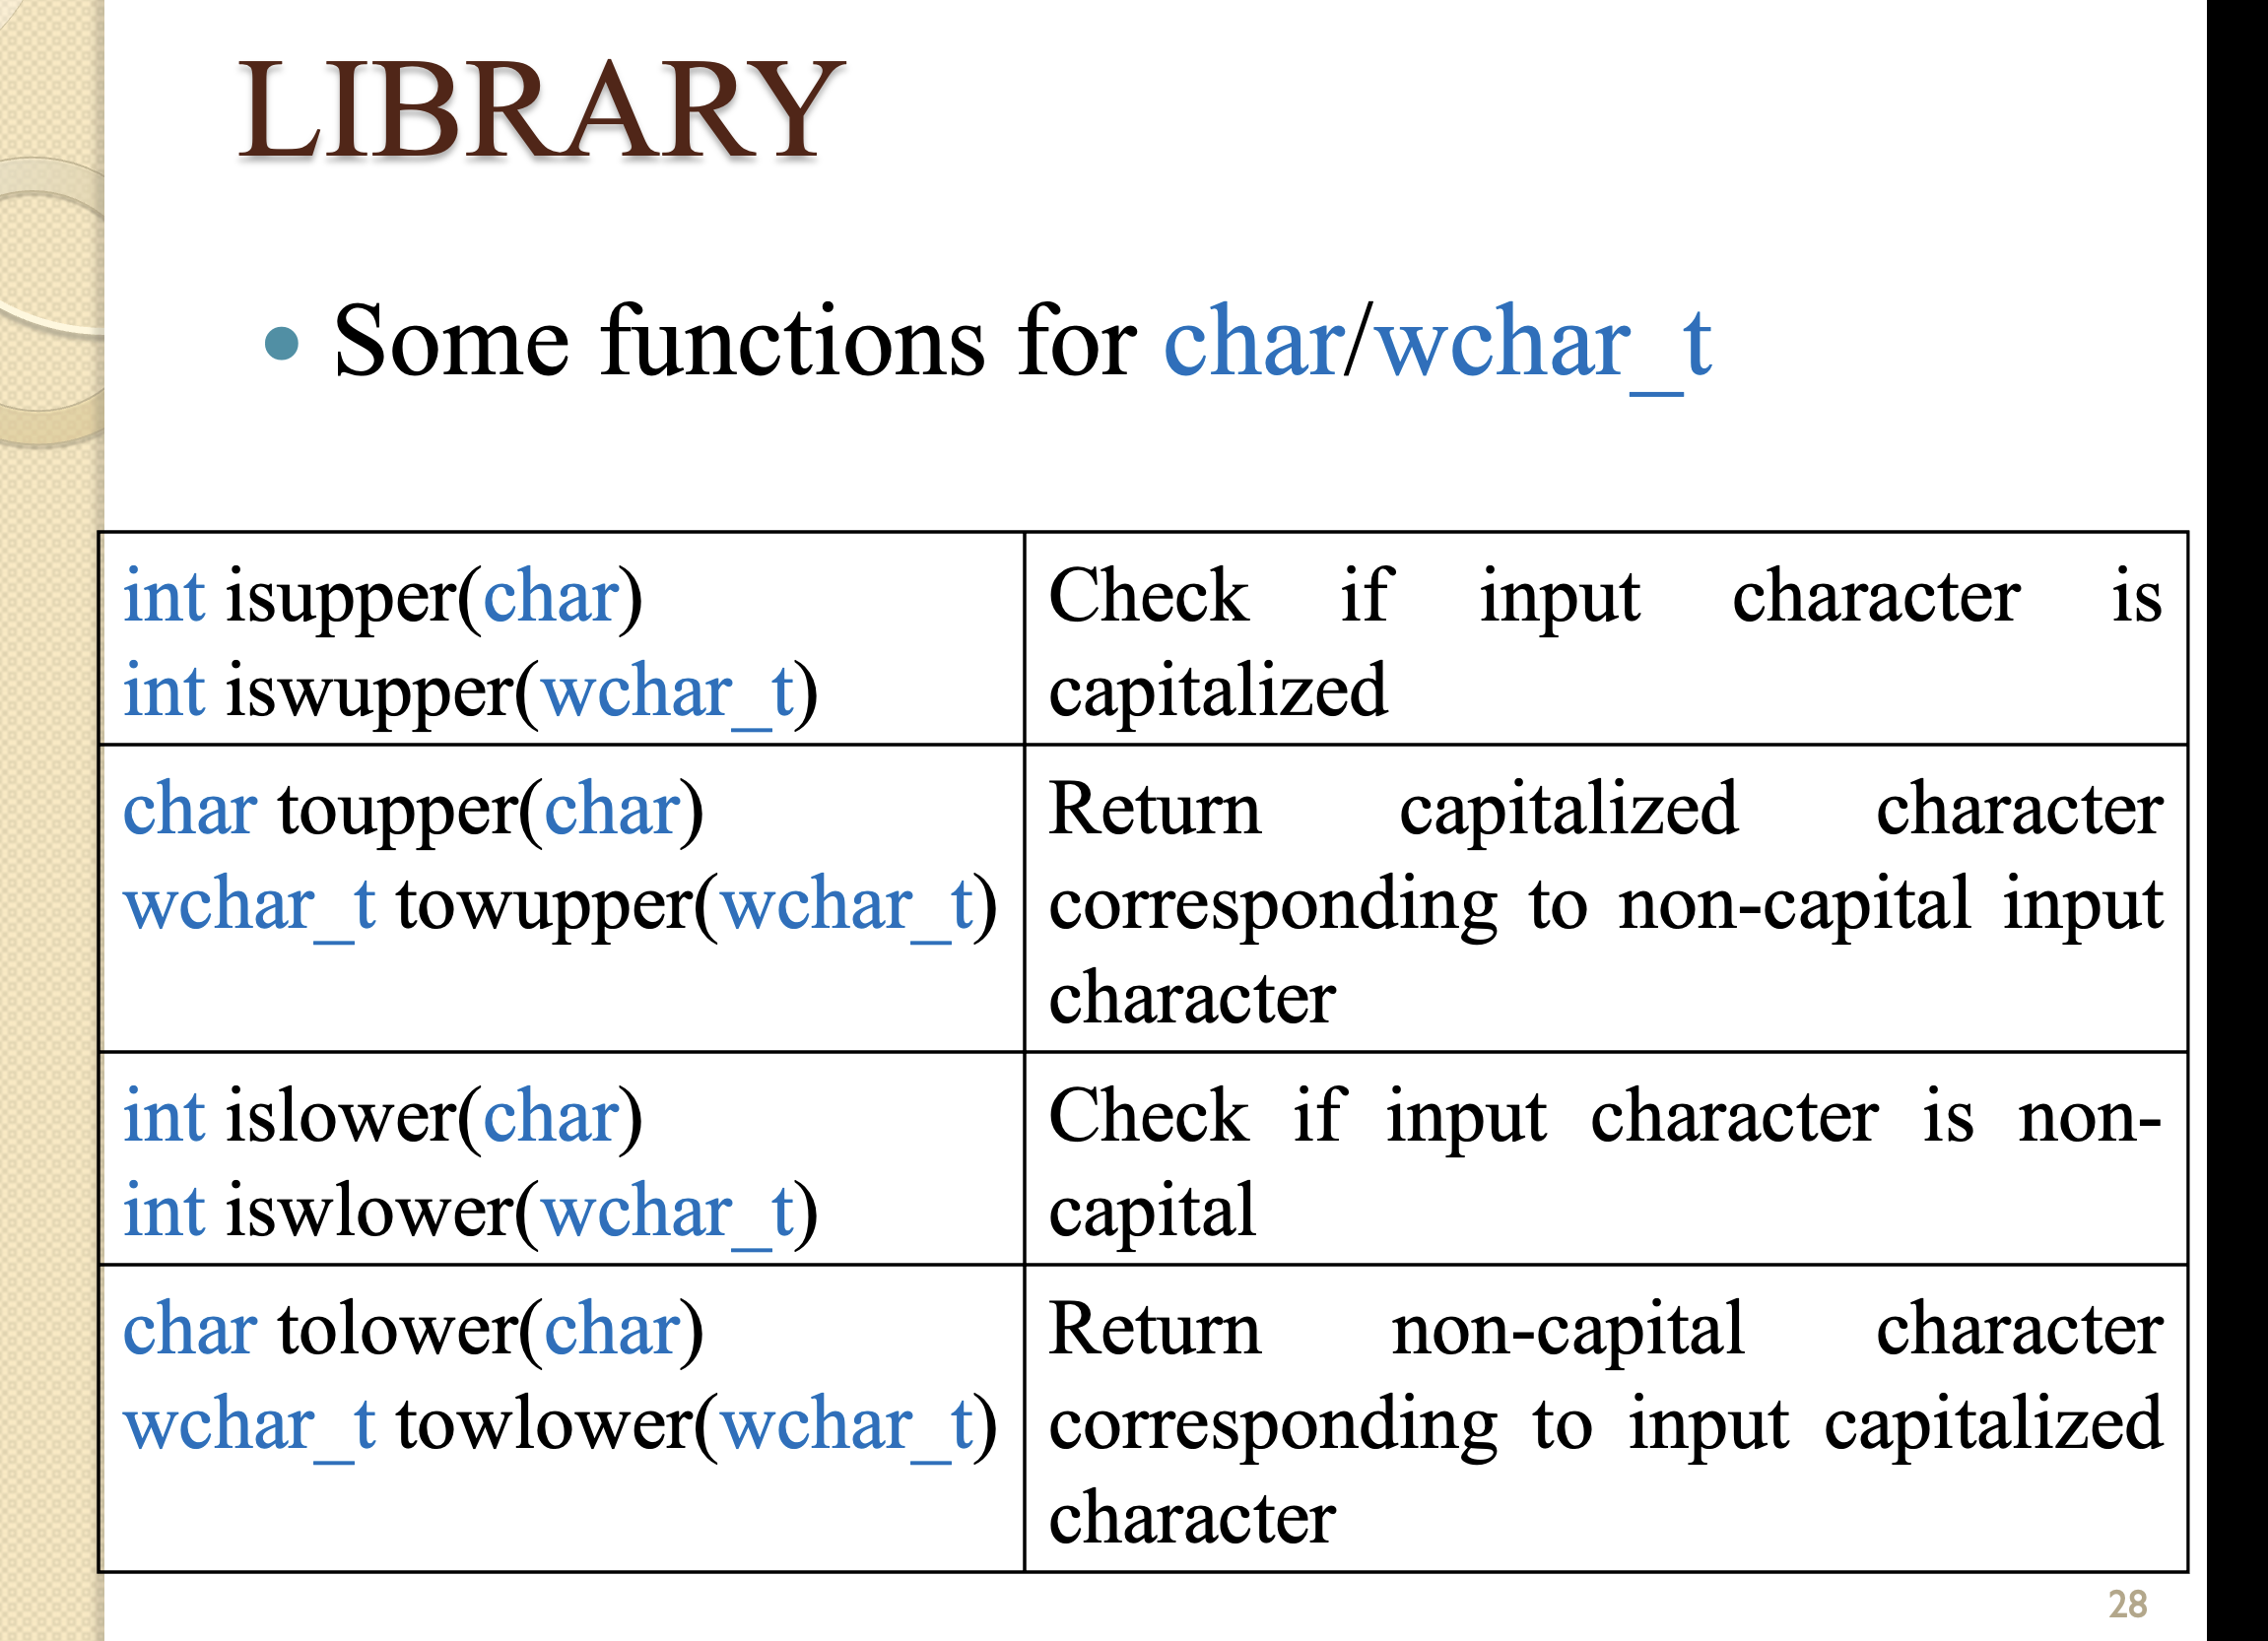 LIBRARY
• Some functions for char/wchar_t
int isupper(char)
int iswupper(wchar_t)
Check if input character is
capitalized
char toupper(char)
wchar_t towupper(wchar_t)
Return capitalized character
corresponding to non-capital input
character
int islower(char)
int iswlower(wchar_t)
Check if input character is non-
capital
char tolower(char)
wchar_t towlower(wchar_t)
Return non-capital character
corresponding to input capitalized
character
28